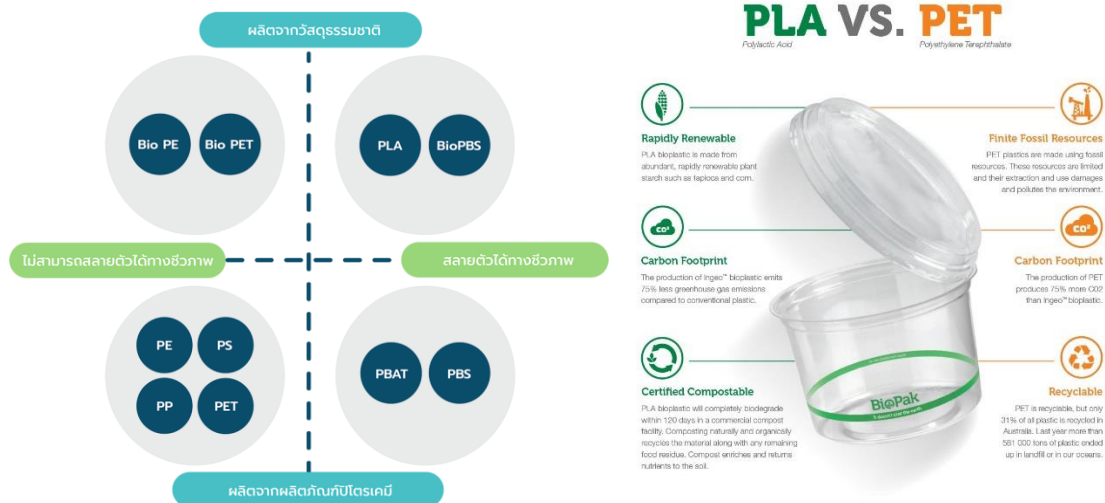 ผลิตจากวัสดุธรรมชาติ
Bio PE
Bio PET
PLA
BioPBS
ไม่สามารถสลายตัวได้ทางชีวภาพ
สลายตัวได้ทางชีวภาพ
PE
PS
PP
PET
PBAT
PBS
ผลิตจากผลิตภัณฑ์ปิโตรเคมี
PLA VS. PET
Polylactic Acid
Polyethylene Teraphthalate
Rapidly Renewable
PLA bioplastic is made from
abundant, rapidly renewable plant
starch such as tapioca and corn.
Finite Fossil Resources
PET plastics are made using fossil
resources. These resources are limited
and their extraction and use damages
and pollutes the environment.
CO²
Carbon Footprint
The production of Ingeo™ bioplastic emits
75% less greenhouse gas emissions
compared to conventional plastic.
CO²
Carbon Footprint
The production of PET
produces 75% more CO2
than Ingeo™ bioplastic.
Certified Compostable
PLA bioplastic will completely biodegrade
within 120 days in a commercial compost
facility. Composting naturally and organically
recycles the material along with any remaining
food residue. Compost enriches and returns
nutrients to the soil.
Recyclable
PET is recyclable, but only
31% of all plastic is recycled in
Australia. Last year more than
561 000 tons of plastic ended
up in landfill or in our oceans.
BioPak